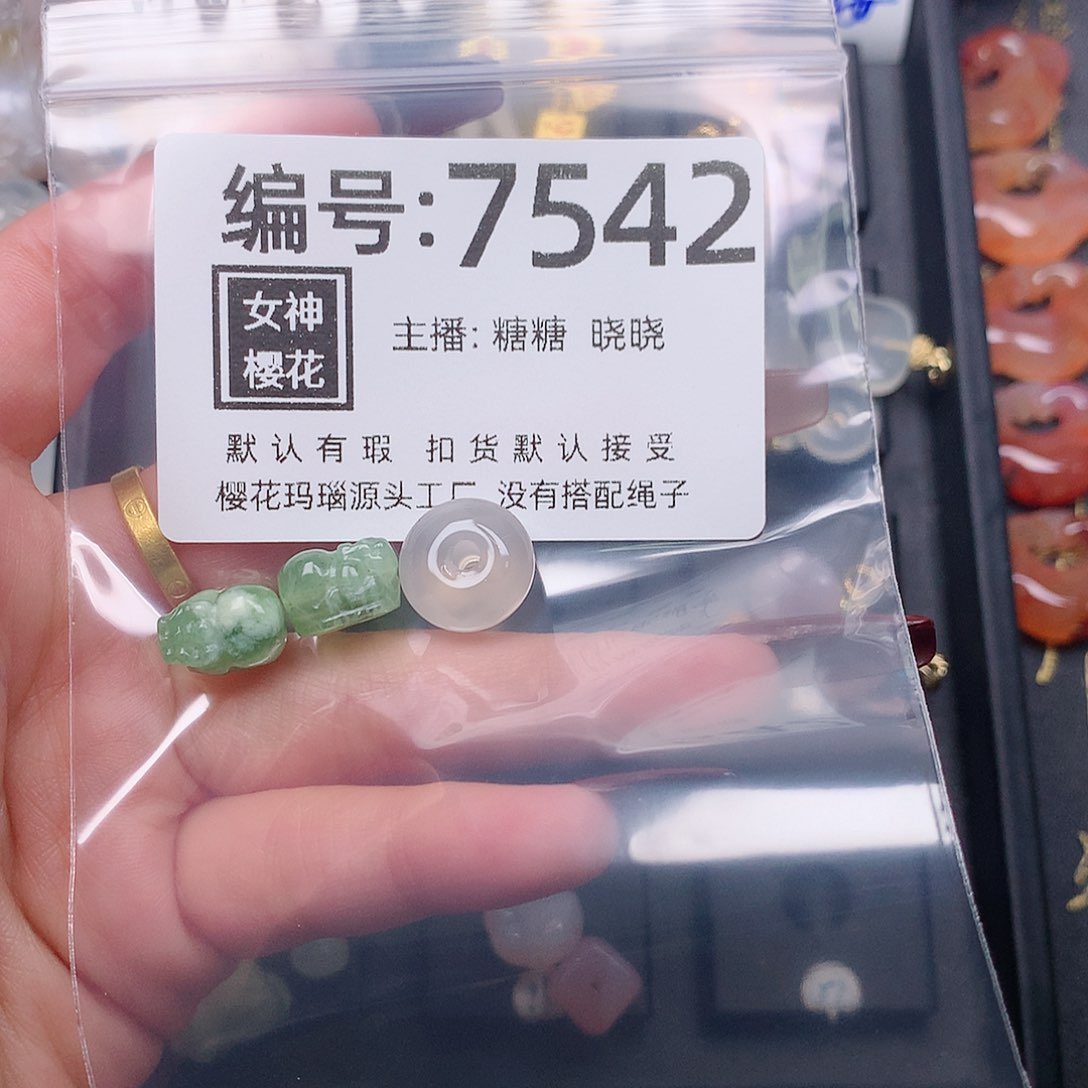 编号:7542
女神
樱花
主播: 糖糖 晓晓
默认有瑕 扣货默认接受
樱花玛瑙源头工厂 没有搭配绳子